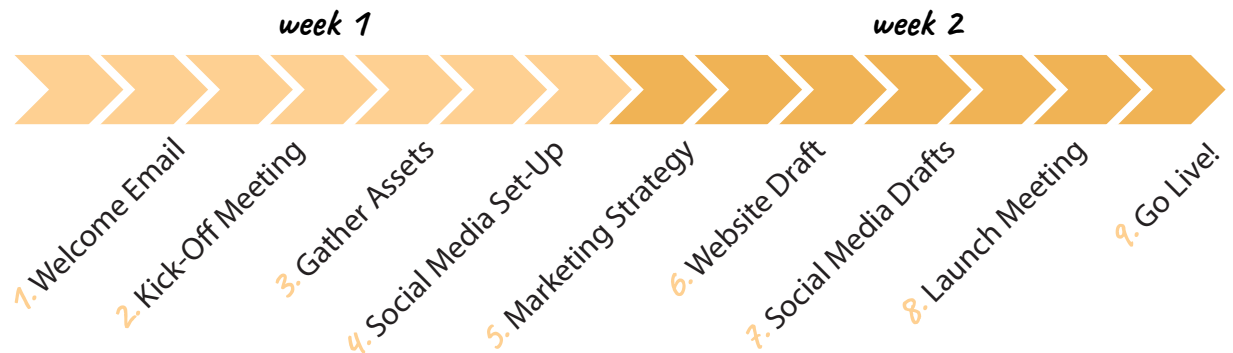 week 1
week 2
1. Welcome Email
2. Kick-Off Meeting
3. Gather Assets
4. Social Media Set-Up
5. Marketing Strategy
6. Website Draft
7. Social Media Drafts
8. Launch Meeting
9. Go Live!